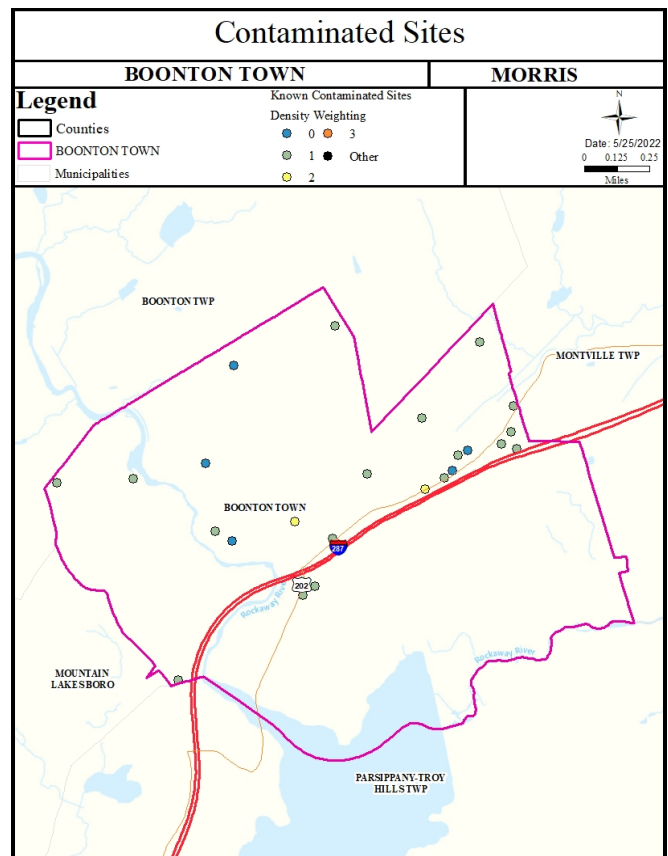 Contaminated Sites
BOONTON TOWN
MORRIS
Legend
Counties
BOONTON TOWN
Municipalities
Known Contaminated Sites
Density Weighting
0 3
1 Other
2
N
Date: 5/25/2022
0 0.125 0.25
Miles
BOONTON TWP
MONTVILLE TWP
BOONTON TOWN
287
202
Rockaway River
Rockaway River
MOUNTAIN
LAKES BORO
PARSIPPANY-TROY
HILLS TWP